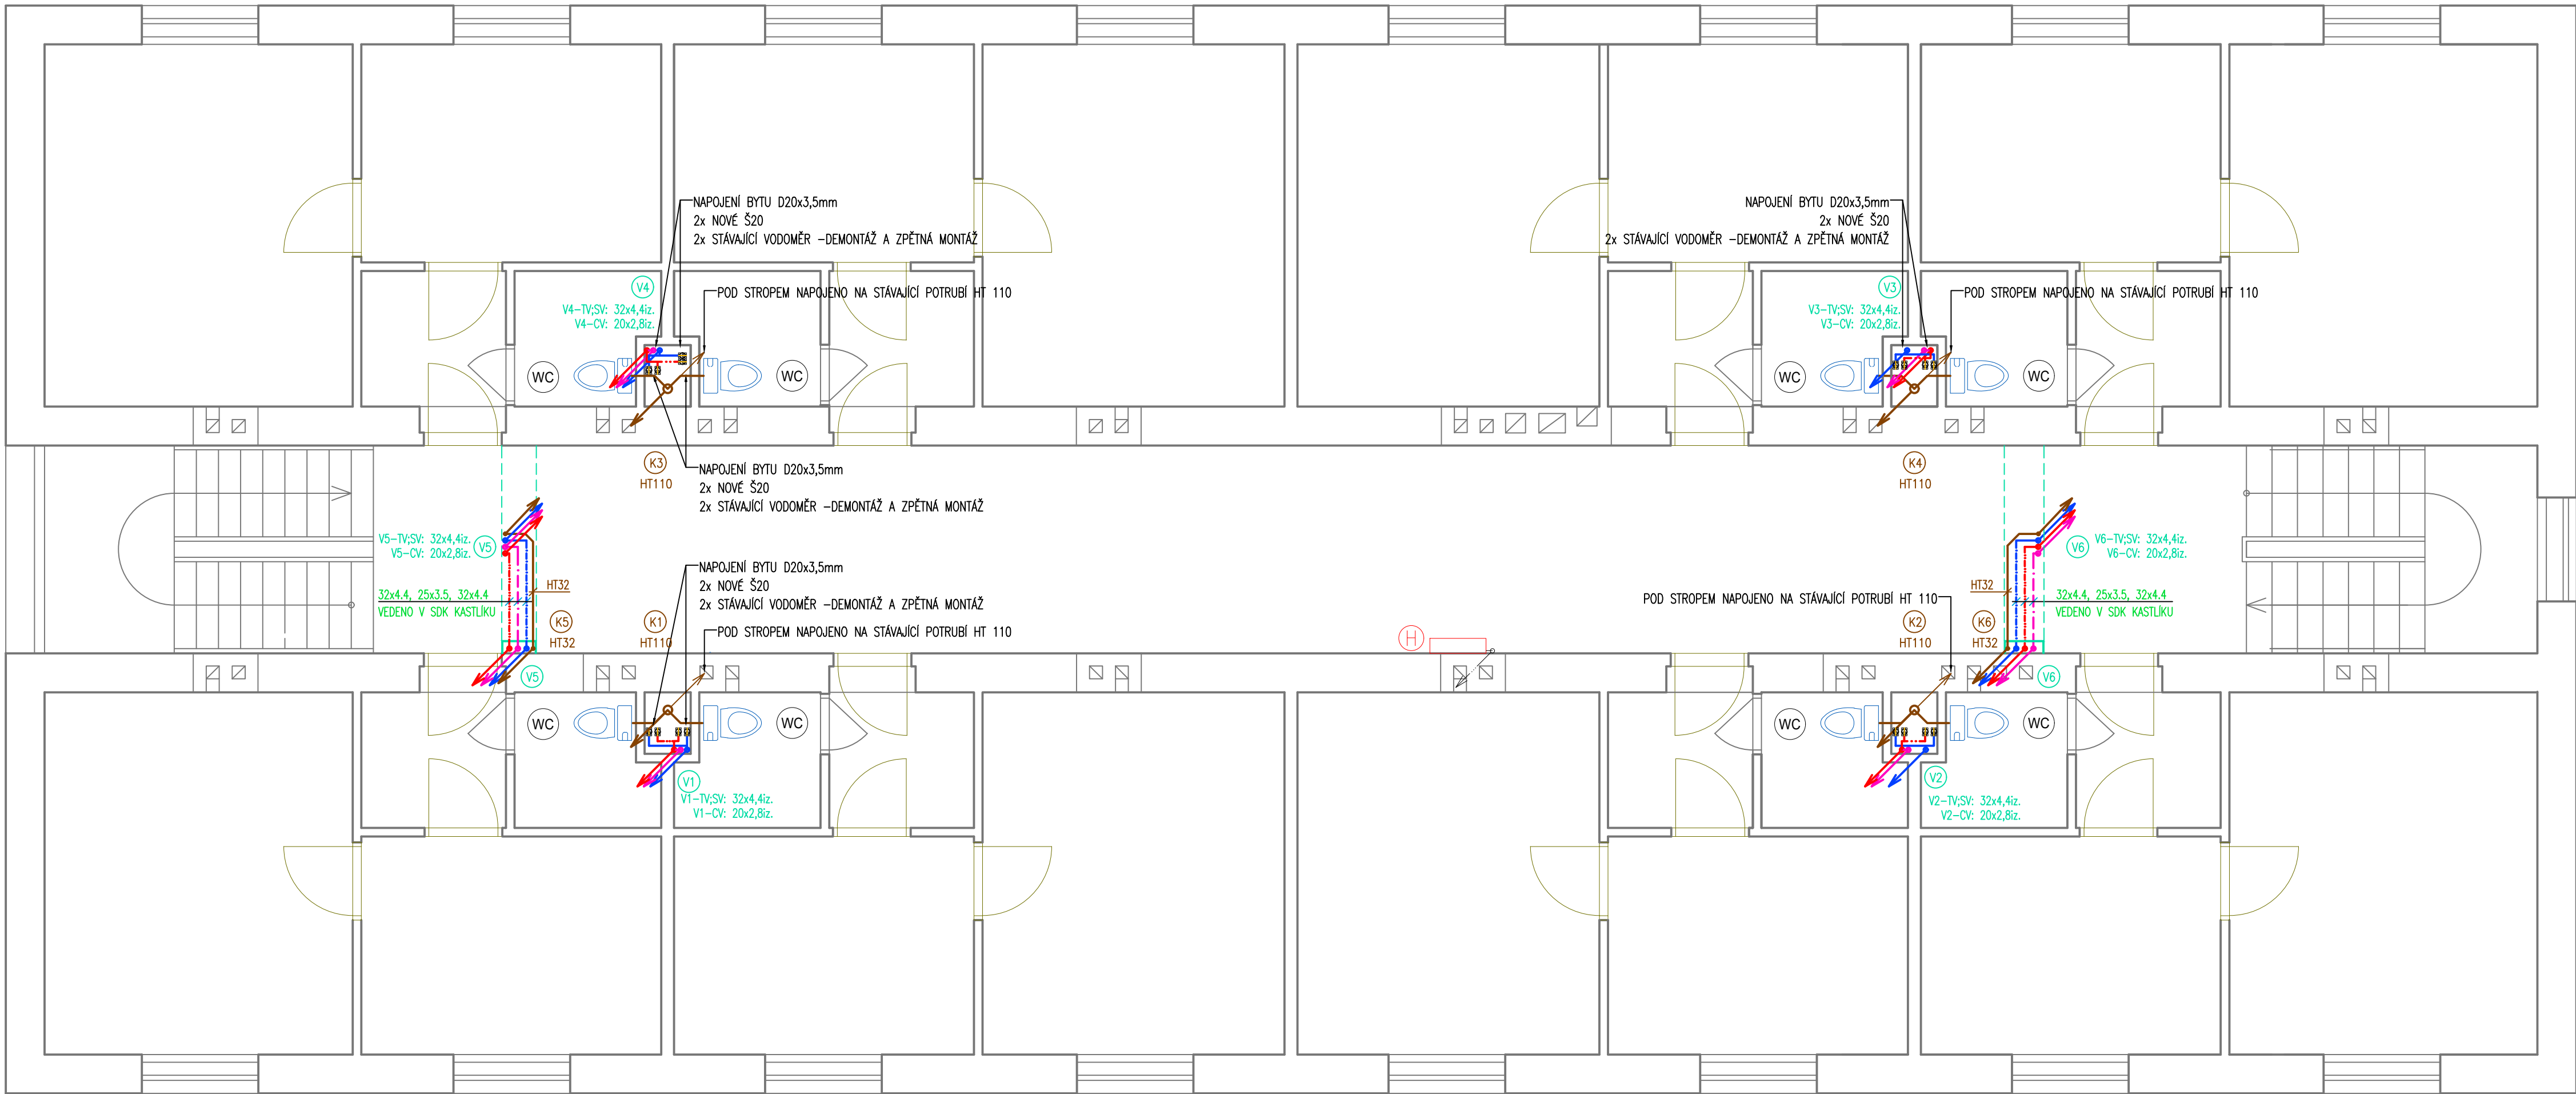 NAPOJENÍ BYTU D20x3,5mm
2x NOVÉ Š20
2x STÁVAJÍCÍ VODOMĚR –DEMONTÁŽ A ZPĚTNÁ MONTÁŽ
NAPOJENÍ BYTU D20x3,5mm
2x NOVÉ Š20
2x STÁVAJÍCÍ VODOMĚR –DEMONTÁŽ A ZPĚTNÁ MONTÁŽ
V4
V4–TV;SV: 32x4,4iz.
V4–CV: 20x2,8iz.
POD STROPEM NAPOJENO NA STÁVAJÍCÍ POTRUBÍ HT 110
V3
V3–TV;SV: 32x4,4iz.
V3–CV: 20x2,8iz.
POD STROPEM NAPOJENO NA STÁVAJÍCÍ POTRUBÍ HT 110
WC
WC
WC
WC
K3
HT110
NAPOJENÍ BYTU D20x3,5mm
2x NOVÉ Š20
2x STÁVAJÍCÍ VODOMĚR –DEMONTÁŽ A ZPĚTNÁ MONTÁŽ
K4
HT110
V5–TV;SV: 32x4,4iz.
V5–CV: 20x2,8iz.
V5
V6
V6–TV;SV: 32x4,4iz.
V6–CV: 20x2,8iz.
NAPOJENÍ BYTU D20x3,5mm
2x NOVÉ Š20
2x STÁVAJÍCÍ VODOMĚR –DEMONTÁŽ A ZPĚTNÁ MONTÁŽ
HT32
32x4.4, 25x3.5, 32x4.4
VEDENO V SDK KASTLÍKU
K5
HT32
K1
HT110
POD STROPEM NAPOJENO NA STÁVAJÍCÍ POTRUBÍ HT 110
H
POD STROPEM NAPOJENO NA STÁVAJÍCÍ POTRUBÍ HT 110
HT32
32x4.4, 25x3.5, 32x4.4
VEDENO V SDK KASTLÍKU
K2
HT110
K6
HT32
V5
V6
WC
WC
WC
WC
V1
V1–TV;SV: 32x4,4iz.
V1–CV: 20x2,8iz.
V2
V2–TV;SV: 32x4,4iz.
V2–CV: 20x2,8iz.